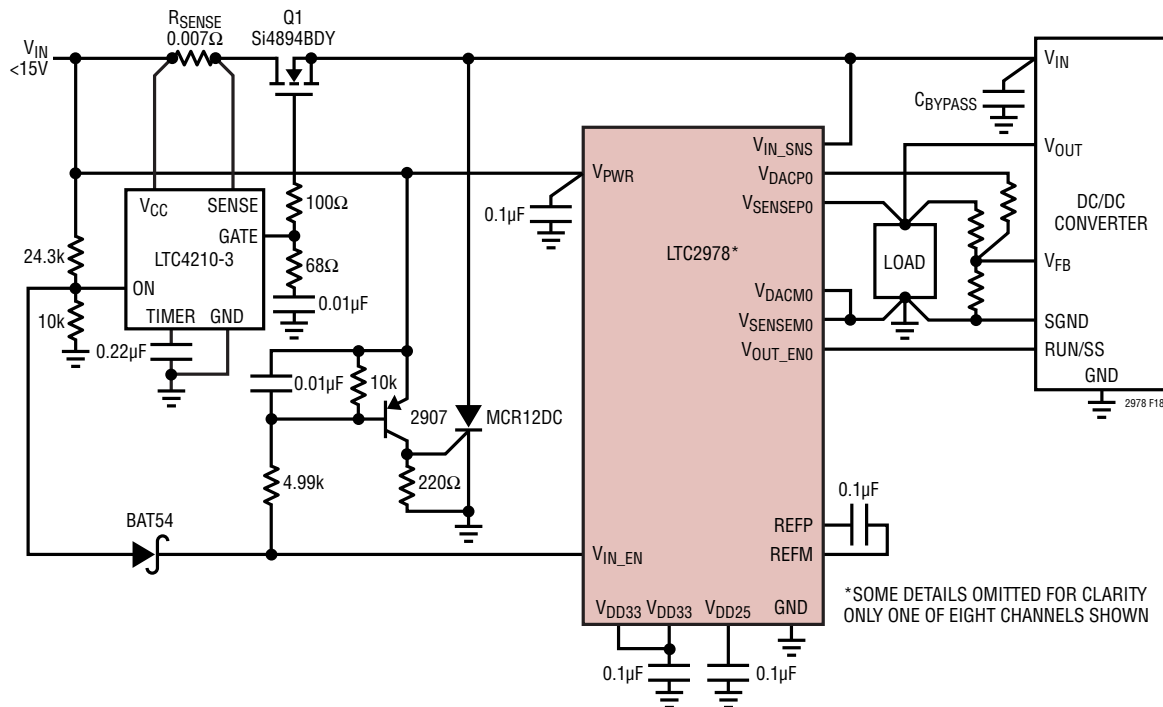 RSENSE
0.007Ω
Q1
Si4894BDY
VIN
<15V
VIN
CBYPASS
VOUT
DC/DC
CONVERTER
VFB
SGND
RUN/SS
GND
2978 F18
VCC
SENSE
GATE
LTC4210-3
ON
TIMER
GND
24.3k
10k
0.22µF
100Ω
68Ω
0.01µF
0.1µF
VPWR
VIN_SNS
VDACP0
VSENSEP0
LTC2978*
VDACM0
VSENSEM0
VOUT_EN0
LOAD
0.01µF
10k
2907
MCR12DC
4.99k
220Ω
BAT54
VIN_EN
REFP
REFM
0.1µF
VDD33
VDD33
VDD25
GND
0.1µF
0.1µF
*SOME DETAILS OMITTED FOR CLARITY
ONLY ONE OF EIGHT CHANNELS SHOWN